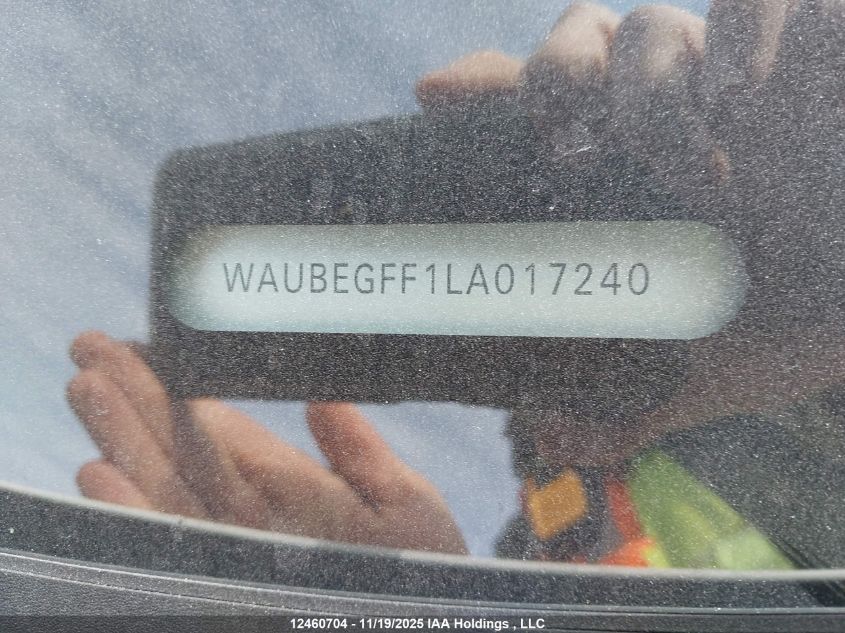 WAUBEGFF1LA017240
12460704 - 11/19/2025 IAA Holdings , LLC